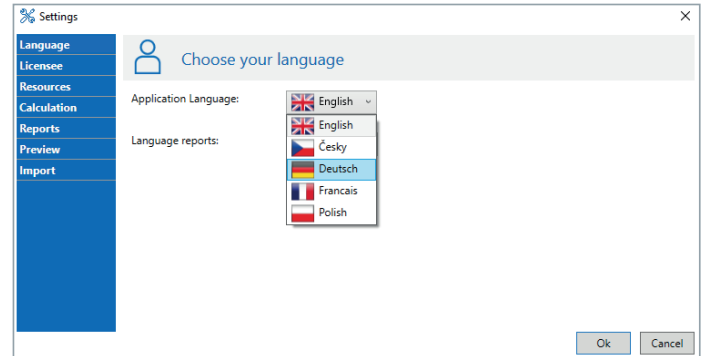 Settings
Language
Licensee
Resources
Calculation
Reports
Preview
Import
Choose your language
Application Language:
English
English
Česky
Deutsch
Francais
Polish
Language reports:
Ok
Cancel